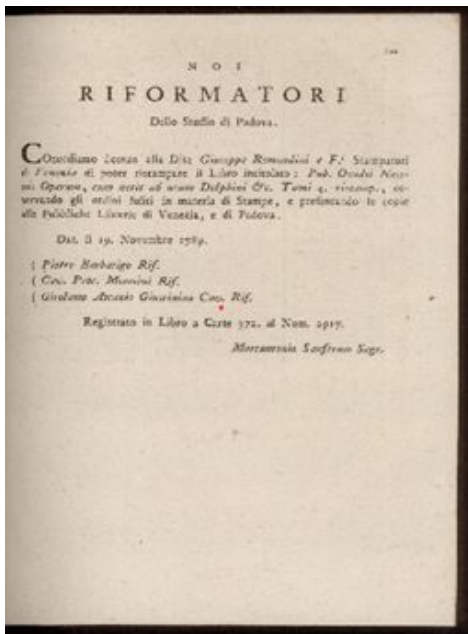 NOI
RIFORMATORI
Dello Studio di Padova.
COncediamo licenza alla Ditta Giuseppe Remondini e F.i Stampatori
di Venezia di poter ristampare il Libro intitolato: Pub. Ovidii Naso-
nis Operum, cum notis ad usum Delphini &c. Tomi 4. ristamp., os-
servando gli ordini soliti in materia di Stampe, e presentando le copie
alle Pubbliche Librerie di Venezia, e di Padova.
Dat. li 19. Novembre 1789.
( Pietro Barbarigo Rif.
( Cav. Proc. Morosini Rif.
( Girolamo Ascanio Giustinian Cav. Rif.
Registrato in Libro a Carte 372. al Num. 2917.
Marcantonio Sanfermo Segr.